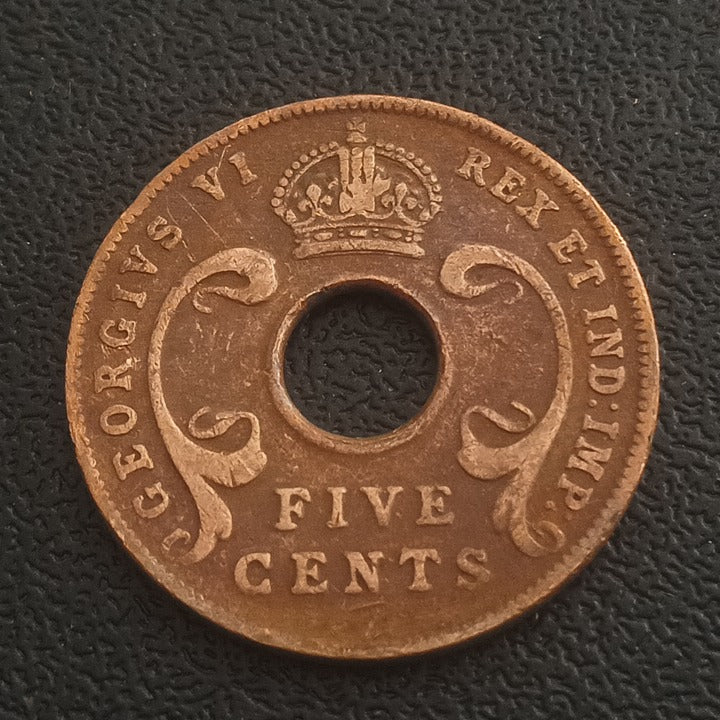 GEORGIVS VI REX ET IND:IMP.
FIVE
CENTS